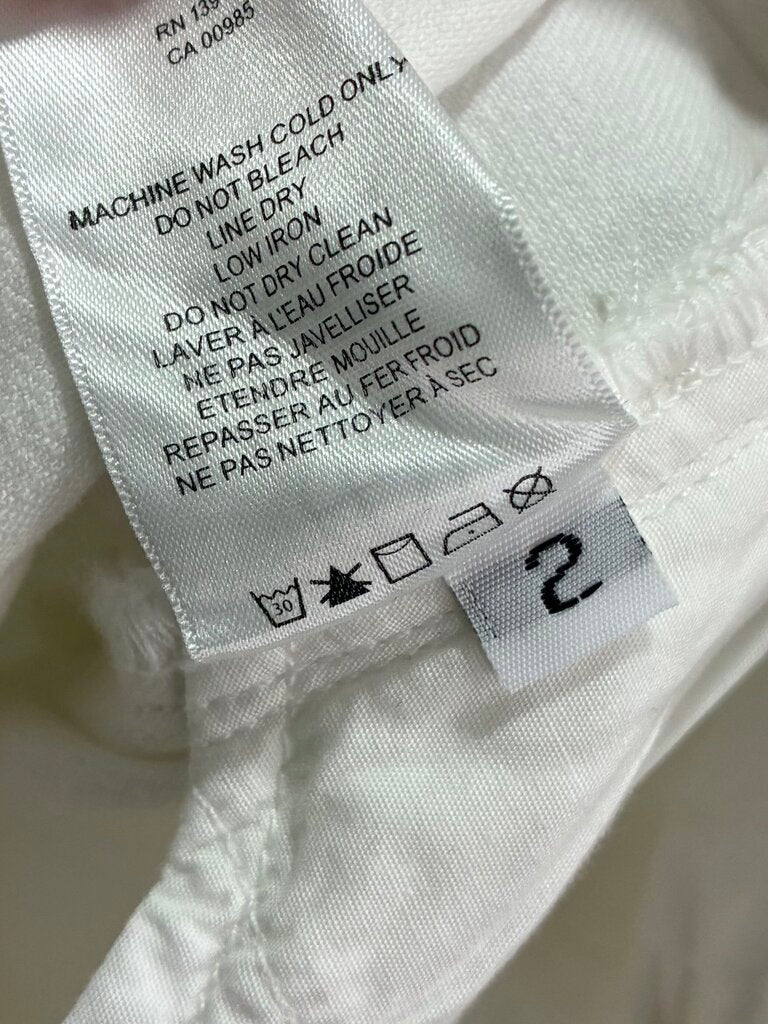 RN 139
CA 00985
MACHINE WASH COLD ONLY
DO NOT BLEACH
LINE DRY
LOW IRON
DO NOT DRY CLEAN
LAVER À L'EAU FROIDE
NE PAS JAVELLISER
ETENDRE MOUILLE
REPASSER AU FER FROID
NE PAS NETTOYER À SEC
30
2